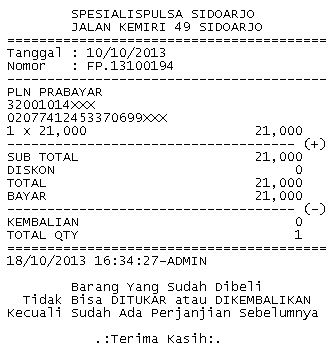 SPESIALISPULSA SIDOARJO
JALAN KEMIRI 49 SIDOARJO
========================================
Tanggal : 10/10/2013
Nomor : FP.13100194
----------------------------------------
PLN PRABAYAR
32001014XXX
02077412453370699XXX
1 x 21,000 21,000
------------------------------------ (+)
SUB TOTAL 21,000
DISKON 0
TOTAL 21,000
BAYAR 21,000
------------------------------------ (-)
KEMBALIAN 0
TOTAL QTY 1
========================================
18/10/2013 16:34:27-ADMIN
Barang Yang Sudah Dibeli
Tidak Bisa DITUKAR atau DIKEMBALIKAN
Kecuali Sudah Ada Perjanjian Sebelumnya
.:Terima Kasih:.